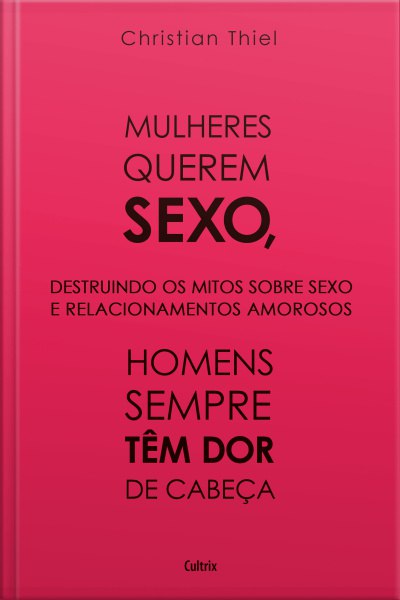 Christian Thiel
MULHERES
QUEREM
SEXO,
DESTRUINDO OS MITOS SOBRE SEXO
E RELACIONAMENTOS AMOROSOS
HOMENS
SEMPRE
TÊM DOR
DE CABEÇA
Cultrix